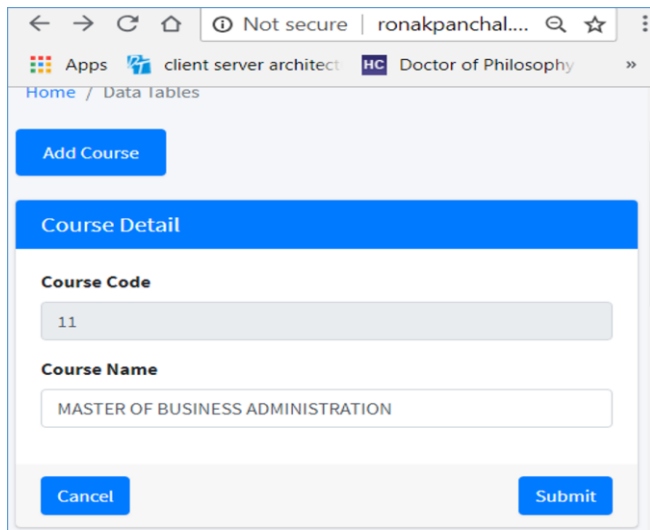 Not secure | ronakpanchal....
Apps client server architect HC Doctor of Philosophy »
Home / Data Tables
Add Course
Course Detail
Course Code
11
Course Name
MASTER OF BUSINESS ADMINISTRATION
Cancel Submit